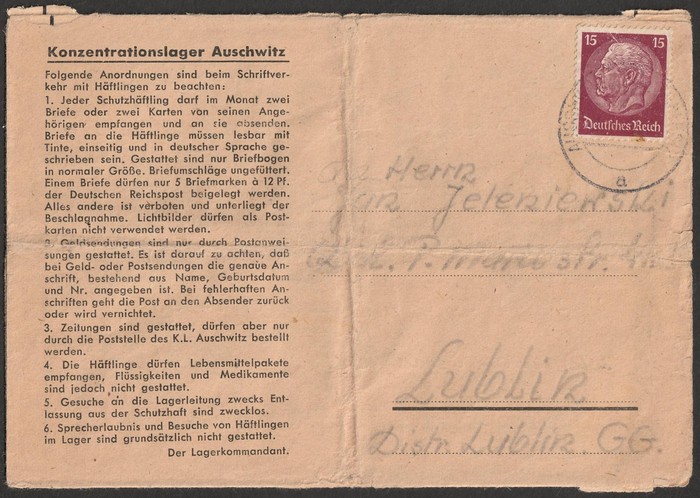 Konzentrationslager Auschwitz
Folgende Anordnungen sind beim Schriftver-
kehr mit Häftlingen zu beachten:
1. Jeder Schutzhäftling darf im Monat zwei
Briefe oder zwei Karten von seinen Ange-
hörigen empfangen und an sie absenden.
Briefe an die Häftlinge müssen lesbar mit
Tinte, einseitig und in deutscher Sprache ge-
schrieben sein. Gestattet sind nur Briefbogen
in normaler Größe. Briefumschläge ungefüttert.
Einem Briefe dürfen nur 5 Briefmarken à 12 Pf.
der Deutschen Reichspost beigelegt werden.
Alles andere ist verboten und unterliegt der
Beschlagnahme. Lichtbilder dürfen als Post-
karten nicht verwendet werden.
2. Geldsendungen sind nur durch Postanwei-
sungen gestattet. Es ist darauf zu achten, daß
bei Geld- oder Postsendungen die genaue An-
schrift, bestehend aus Name, Geburtsdatum
und Nr. angegeben ist. Bei fehlerhaften An-
schriften geht die Post an den Absender zurück
oder wird vernichtet.
3. Zeitungen sind gestattet, dürfen aber nur
durch die Poststelle des K.L. Auschwitz bestellt
werden.
4. Die Häftlinge dürfen Lebensmittelpakete
empfangen, Flüssigkeiten und Medikamente
sind jedoch nicht gestattet.
5. Gesuche an die Lagerleitung zwecks Ent-
lassung aus der Schutzhaft sind zwecklos.
6. Sprecherlaubnis und Besuche von Häftlingen
im Lager sind grundsätzlich nicht gestattet.
Der Lagerkommandant.
15 15
Deutsches Reich
a
Herrn
Jan Jeleniewski
str.
Lublin
Distr. Lublin. GG.